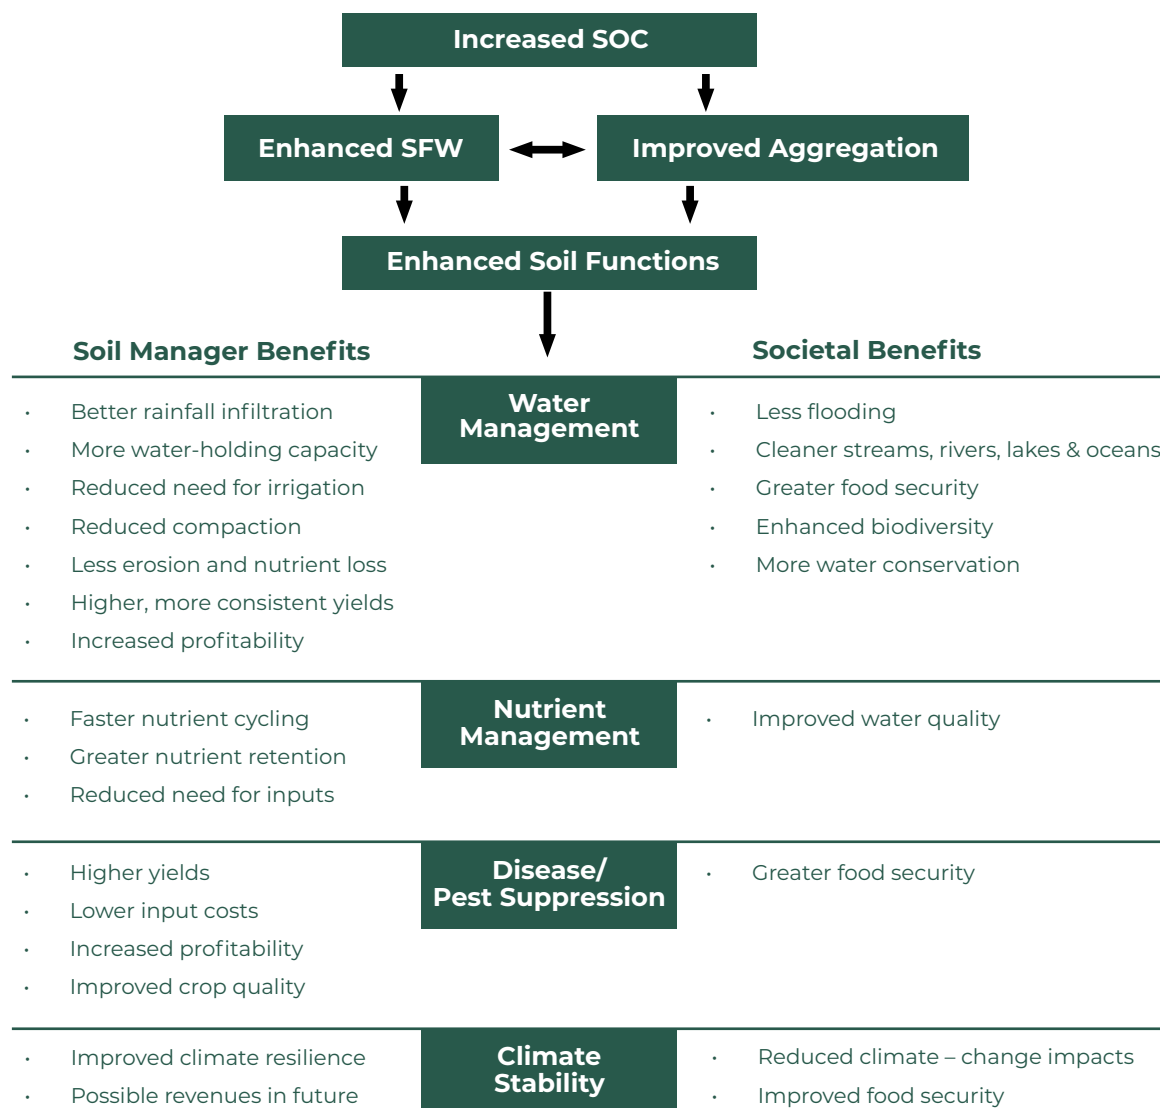 Increased SOC
Enhanced SFW
Improved Aggregation
Enhanced Soil Functions
Soil Manager Benefits
Societal Benefits
Water
Management
· Better rainfall infiltration
· More water-holding capacity
· Reduced need for irrigation
· Reduced compaction
· Less erosion and nutrient loss
· Higher, more consistent yields
· Increased profitability
· Less flooding
· Cleaner streams, rivers, lakes & oceans
· Greater food security
· Enhanced biodiversity
· More water conservation
Nutrient
Management
· Faster nutrient cycling
· Greater nutrient retention
· Reduced need for inputs
· Improved water quality
Disease/
Pest Suppression
· Higher yields
· Lower input costs
· Increased profitability
· Improved crop quality
· Greater food security
Climate
Stability
· Improved climate resilience
· Possible revenues in future
· Reduced climate – change impacts
· Improved food security